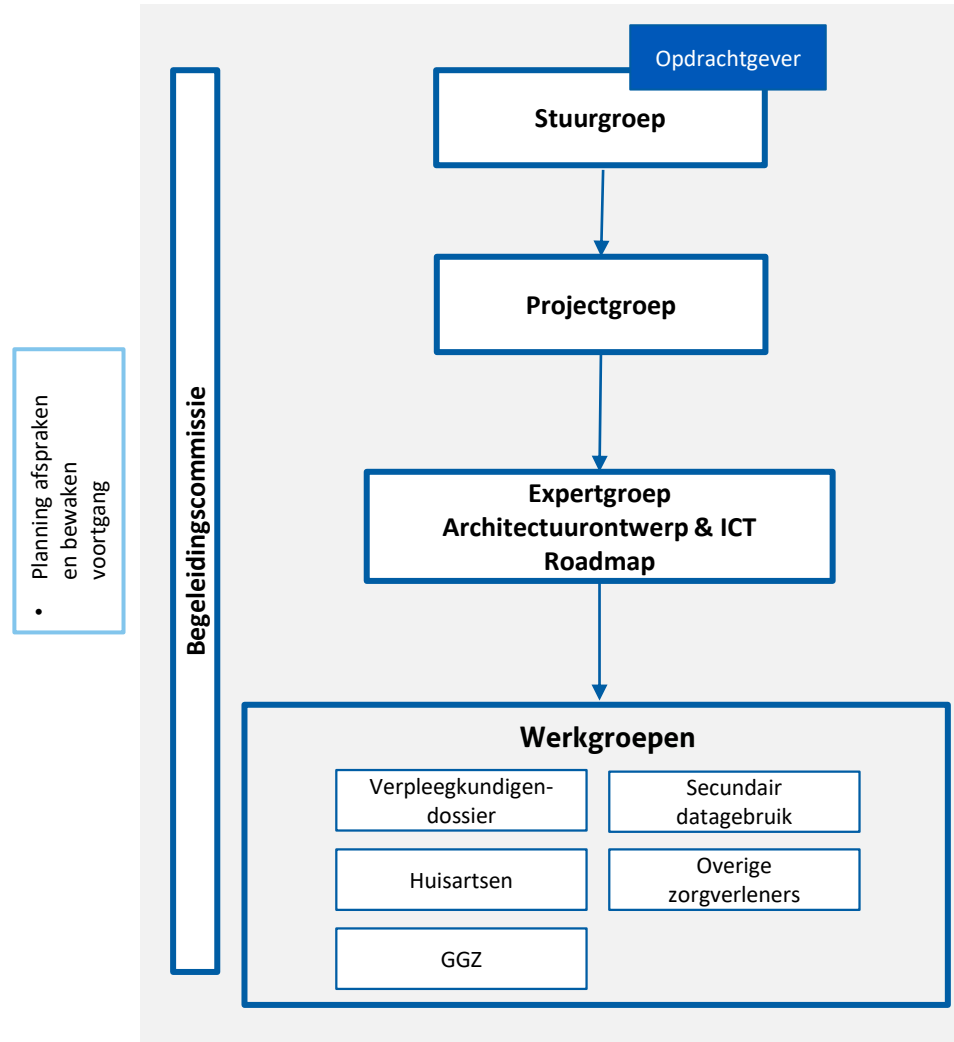 Opdrachtgever
Stuurgroep
Projectgroep
• Planning afspraken
en bewaken
voortgang
Begeleidingscommissie
Expertgroep
Architectuurontwerp & ICT
Roadmap
Werkgroepen
Verpleegkundigen-
dossier
Secundair
datagebruik
Huisartsen
Overige
zorgverleners
GGZ